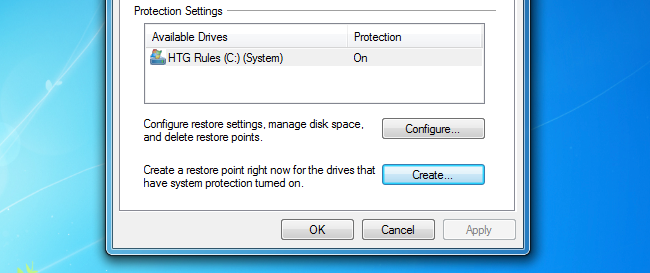 Protection Settings
Available Drives Protection
HTG Rules (C:) (System) On
Configure restore settings, manage disk space,
and delete restore points.
Configure...
Create a restore point right now for the drives that
have system protection turned on.
Create...
OK Cancel Apply